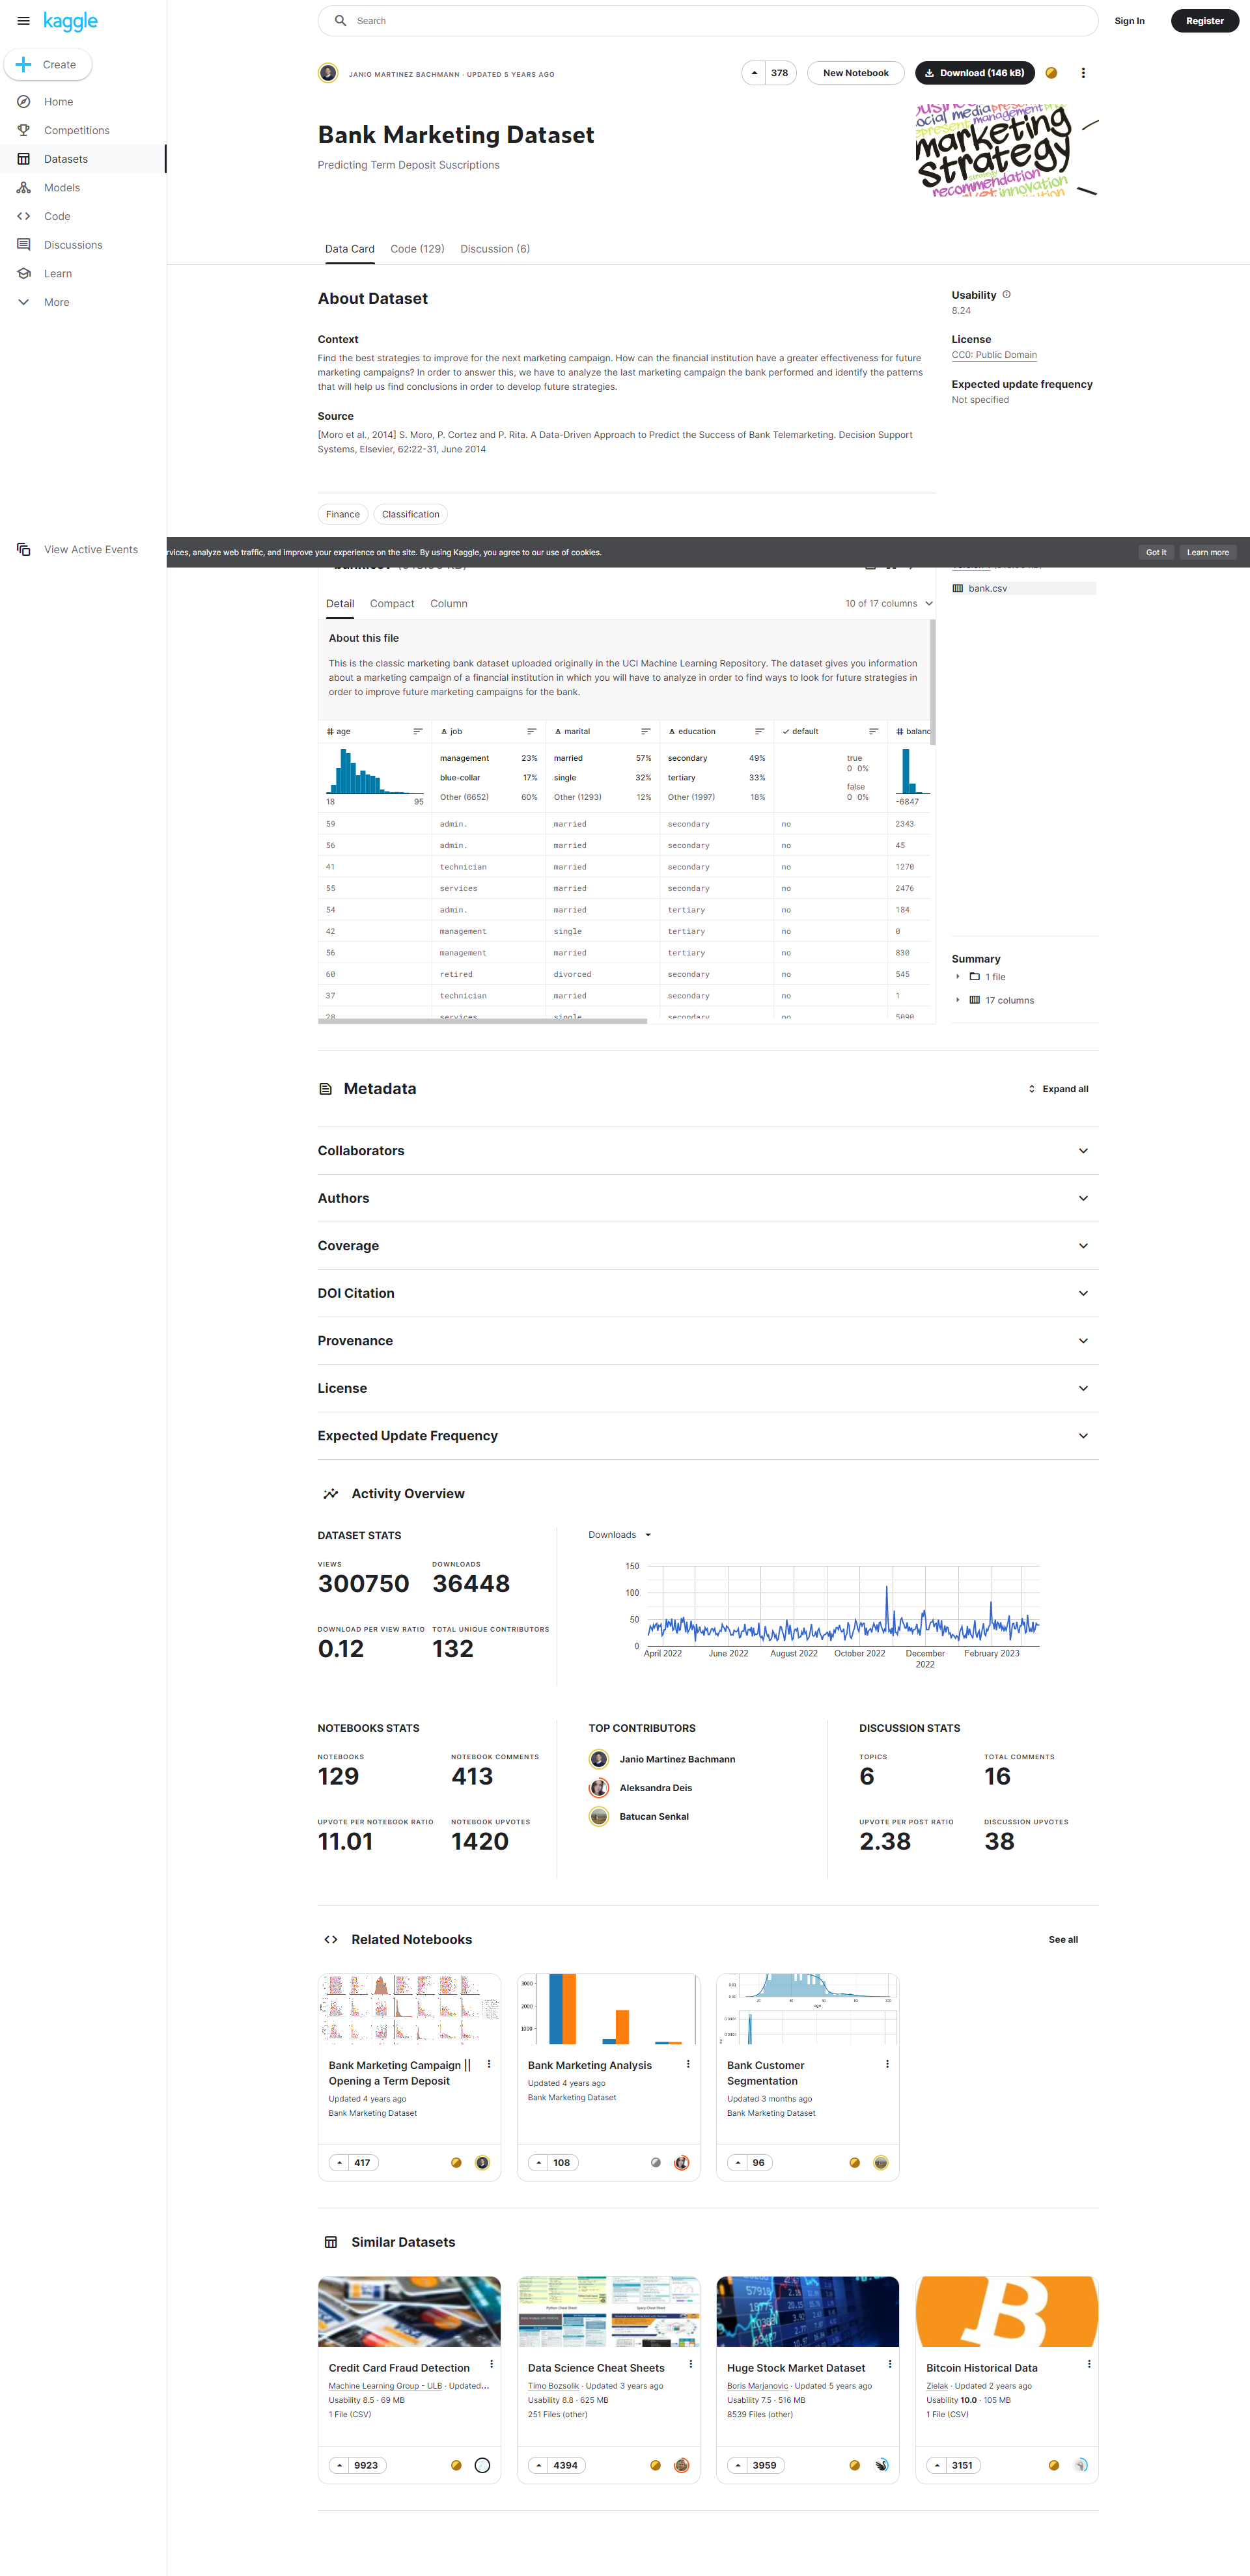 kaggle
Create
Home
Competitions
Datasets
Models
Code
Discussions
Learn
More
View Active Events
Search
Sign In
Register
JANIO MARTINEZ BACHMANN · UPDATED 5 YEARS AGO
378
New Notebook
Download (146 kB)
Bank Marketing Dataset
Predicting Term Deposit Suscriptions
social media
management
marketing
strategy
recommendation
innovation
Data Card
Code (129)
Discussion (6)
About Dataset
Context
Find the best strategies to improve for the next marketing campaign. How can the financial institution have a greater effectiveness for future
marketing campaigns? In order to answer this, we have to analyze the last marketing campaign the bank performed and identify the patterns
that will help us find conclusions in order to develop future strategies.
Source
[Moro et al., 2014] S. Moro, P. Cortez and P. Rita. A Data-Driven Approach to Predict the Success of Bank Telemarketing. Decision Support
Systems, Elsevier, 62:22-31, June 2014
Usability
8.24
License
CC0: Public Domain
Expected update frequency
Not specified
Finance
Classification
rvices, analyze web traffic, and improve your experience on the site. By using Kaggle, you agree to our use of cookies.
Got it
Learn more
bank.csv
Detail
Compact
Column
10 of 17 columns
About this file
This is the classic marketing bank dataset uploaded originally in the UCI Machine Learning Repository. The dataset gives you information
about a marketing campaign of a financial institution in which you will have to analyze in order to find ways to look for future strategies in
order to improve future marketing campaigns for the bank.
# age job marital education default # balanc
management 23% married 57% secondary 49% true
0 0%
blue-collar 17% single 32% tertiary 33% false
0 0%
Other (6652) 60% Other (1293) 12% Other (1997) 18%
18 95 -6847
59 admin. married secondary no 2343
56 admin. married secondary no 45
41 technician married secondary no 1270
55 services married secondary no 2476
54 admin. married tertiary no 184
42 management single tertiary no 0
56 management married tertiary no 830
60 retired divorced secondary no 545
37 technician married secondary no 1
28 services single secondary no 5090
Summary
1 file
17 columns
Metadata
Expand all
Collaborators
Authors
Coverage
DOI Citation
Provenance
License
Expected Update Frequency
Activity Overview
DATASET STATS
VIEWS
300750
DOWNLOADS
36448
DOWNLOAD PER VIEW RATIO
0.12
TOTAL UNIQUE CONTRIBUTORS
132
Downloads
150
100
50
0
April 2022
June 2022
August 2022
October 2022
December
2022
February 2023
NOTEBOOKS STATS
NOTEBOOKS
129
NOTEBOOK COMMENTS
413
UPVOTE PER NOTEBOOK RATIO
11.01
NOTEBOOK UPVOTES
1420
TOP CONTRIBUTORS
Janio Martinez Bachmann
Aleksandra Deis
Batucan Senkal
DISCUSSION STATS
TOPICS
6
TOTAL COMMENTS
16
UPVOTE PER POST RATIO
2.38
DISCUSSION UPVOTES
38
Related Notebooks
See all
Bank Marketing Campaign ||
Opening a Term Deposit
Updated 4 years ago
Bank Marketing Dataset
417
3000
2000
1000
Bank Marketing Analysis
Updated 4 years ago
Bank Marketing Dataset
108
Bank Customer
Segmentation
Updated 3 months ago
Bank Marketing Dataset
96
Similar Datasets
Credit Card Fraud Detection
Machine Learning Group - ULB · Updated...
Usability 8.5 · 69 MB
1 File (CSV)
9923
Data Science Cheat Sheets
Timo Bozsolik · Updated 3 years ago
Usability 8.8 · 625 MB
251 Files (other)
4394
Huge Stock Market Dataset
Boris Marjanovic · Updated 5 years ago
Usability 7.5 · 516 MB
8539 Files (other)
3959
Bitcoin Historical Data
Zielak · Updated 2 years ago
Usability 10.0 · 105 MB
1 File (CSV)
3151